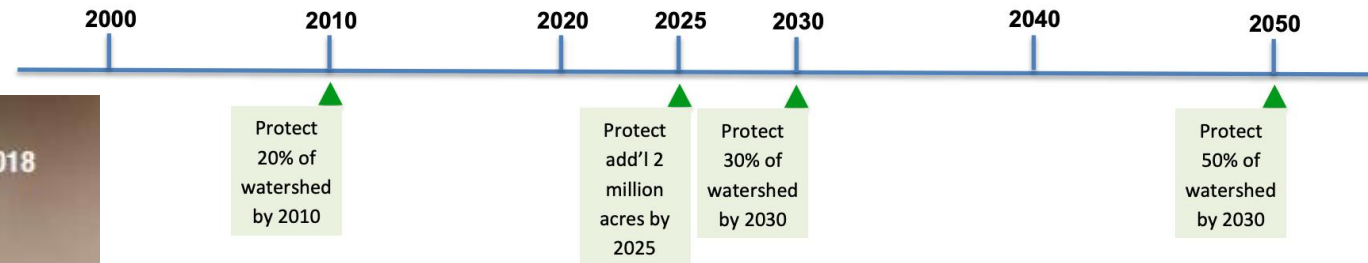 2000 2010 2020 2025 2030 2040 2050
018
Protect
20% of
watershed
by 2010
Protect
add'l 2
million
acres by
2025
Protect
30% of
watershed
by 2030
Protect
50% of
watershed
by 2030